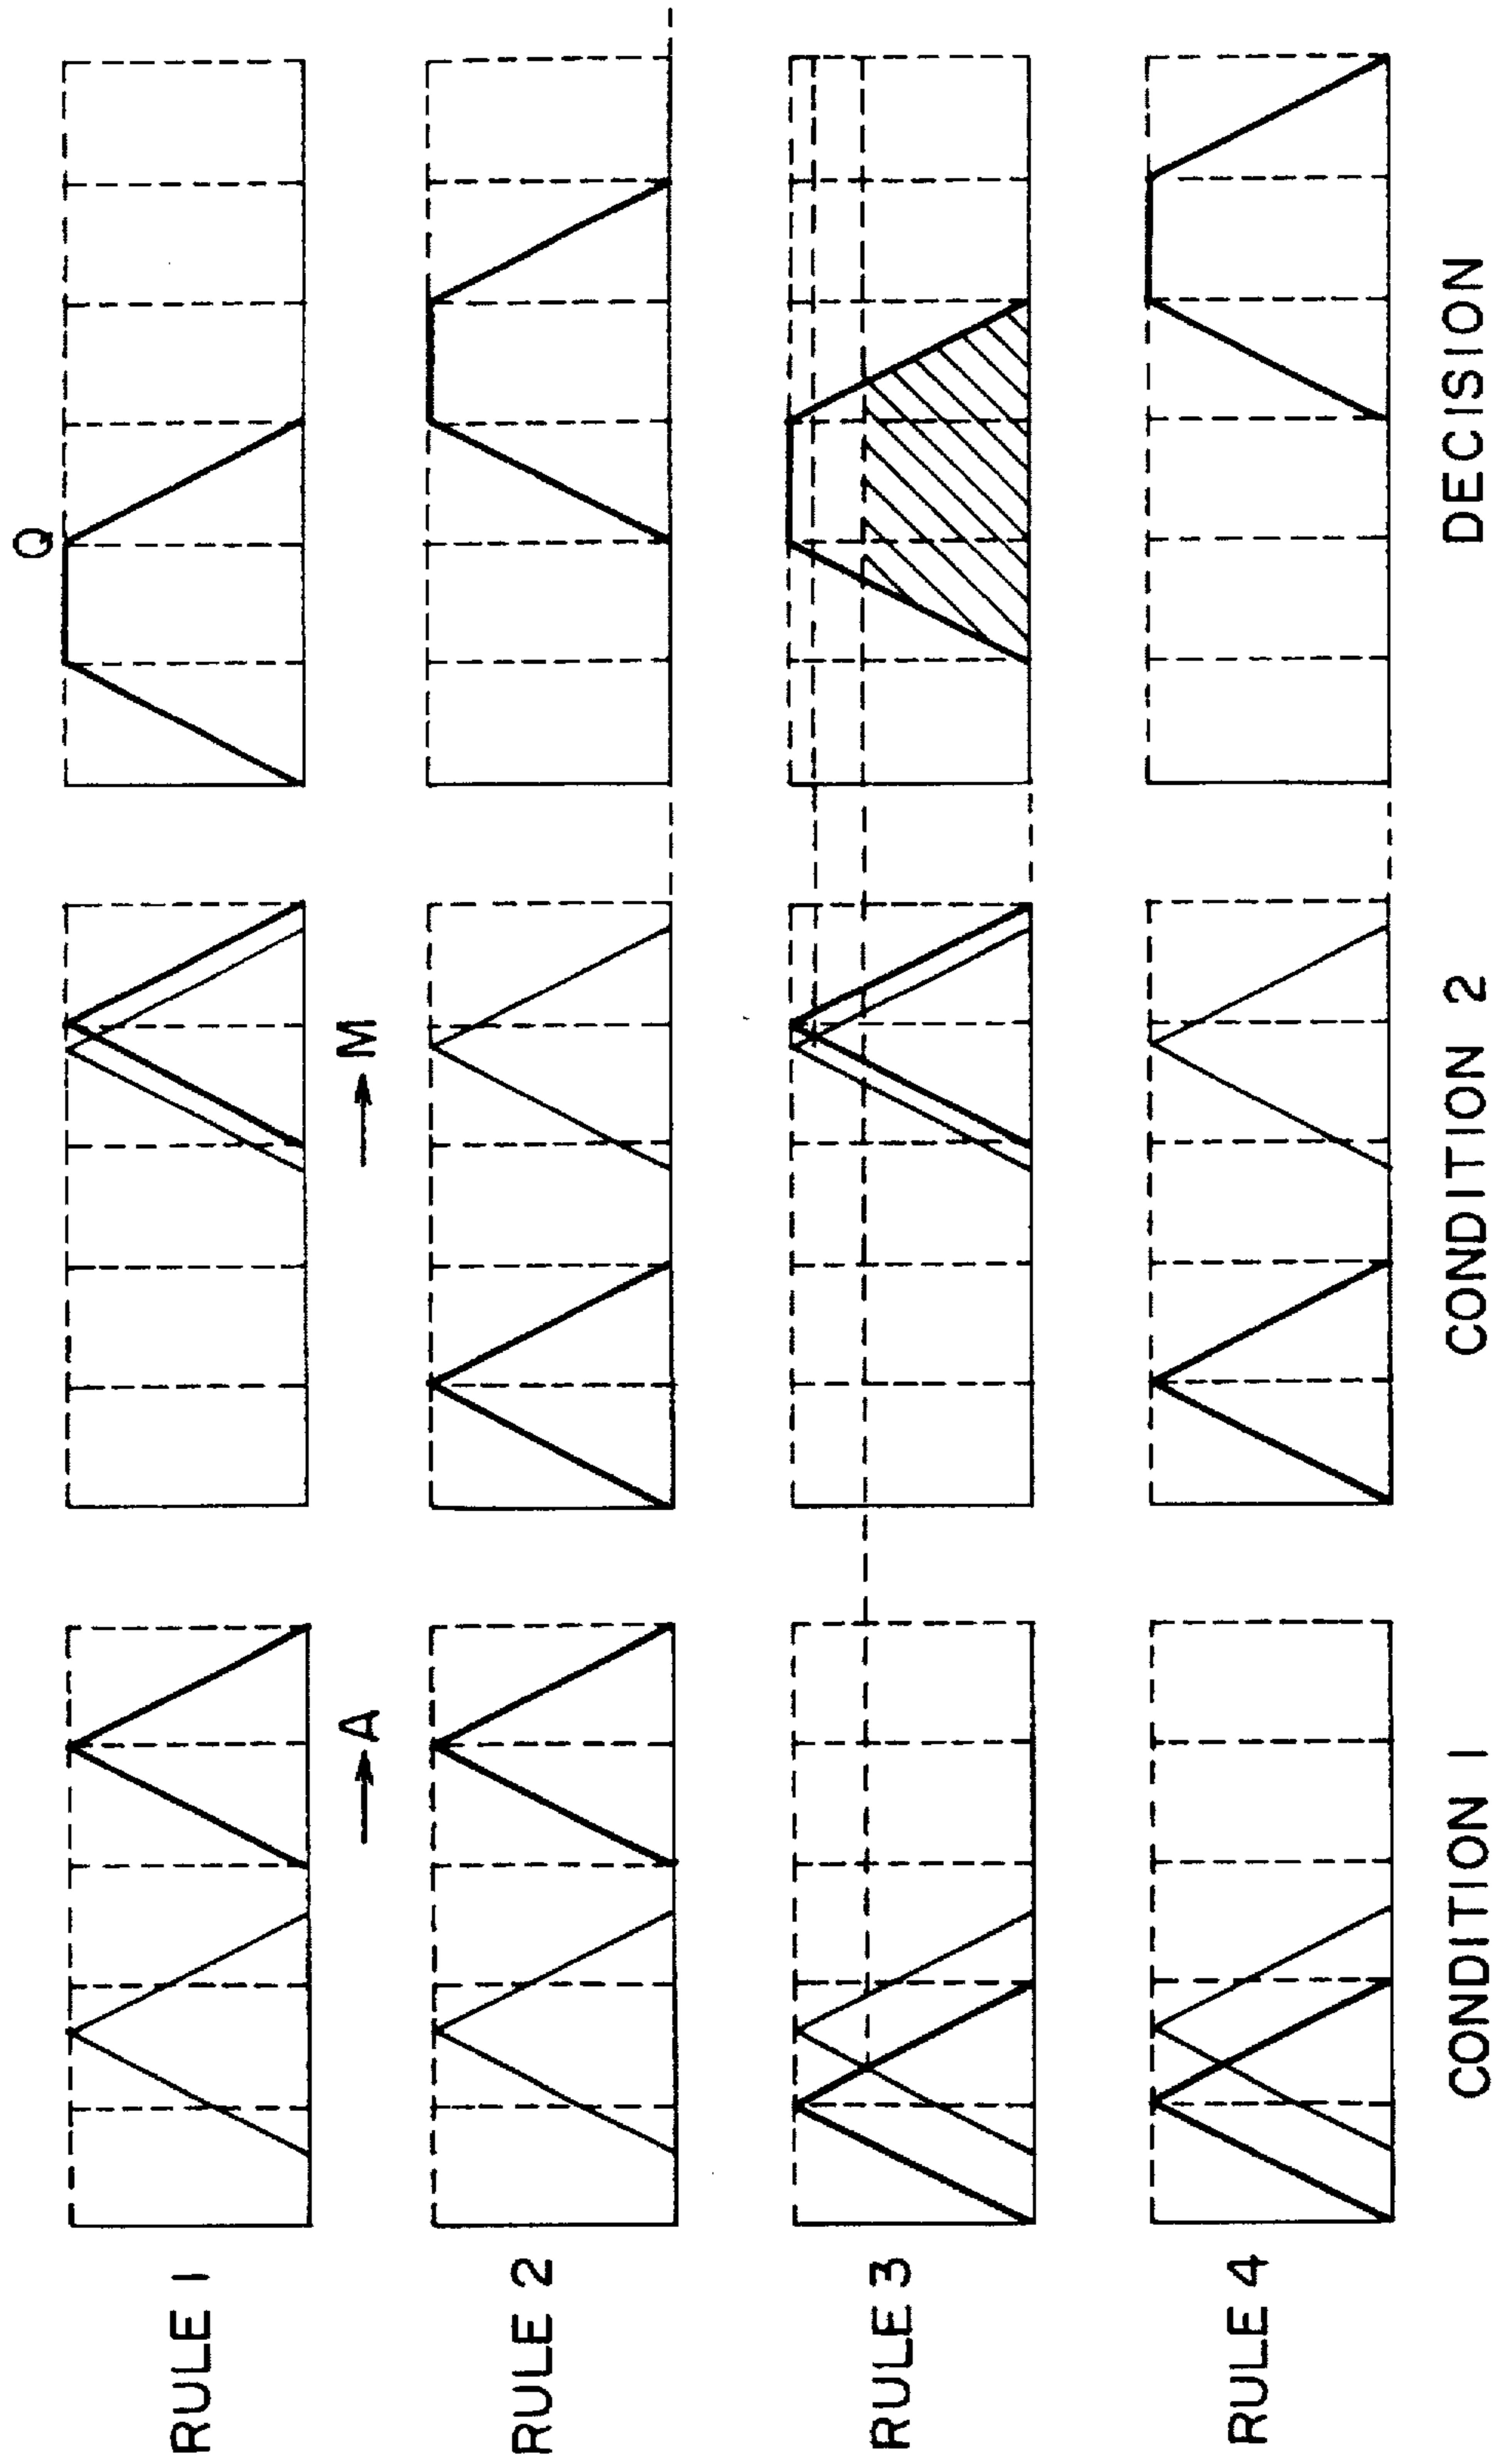 Q
RULE 1
→ A
→ M
RULE 2
RULE 3
RULE 4
CONDITION 1
CONDITION 2
DECISION